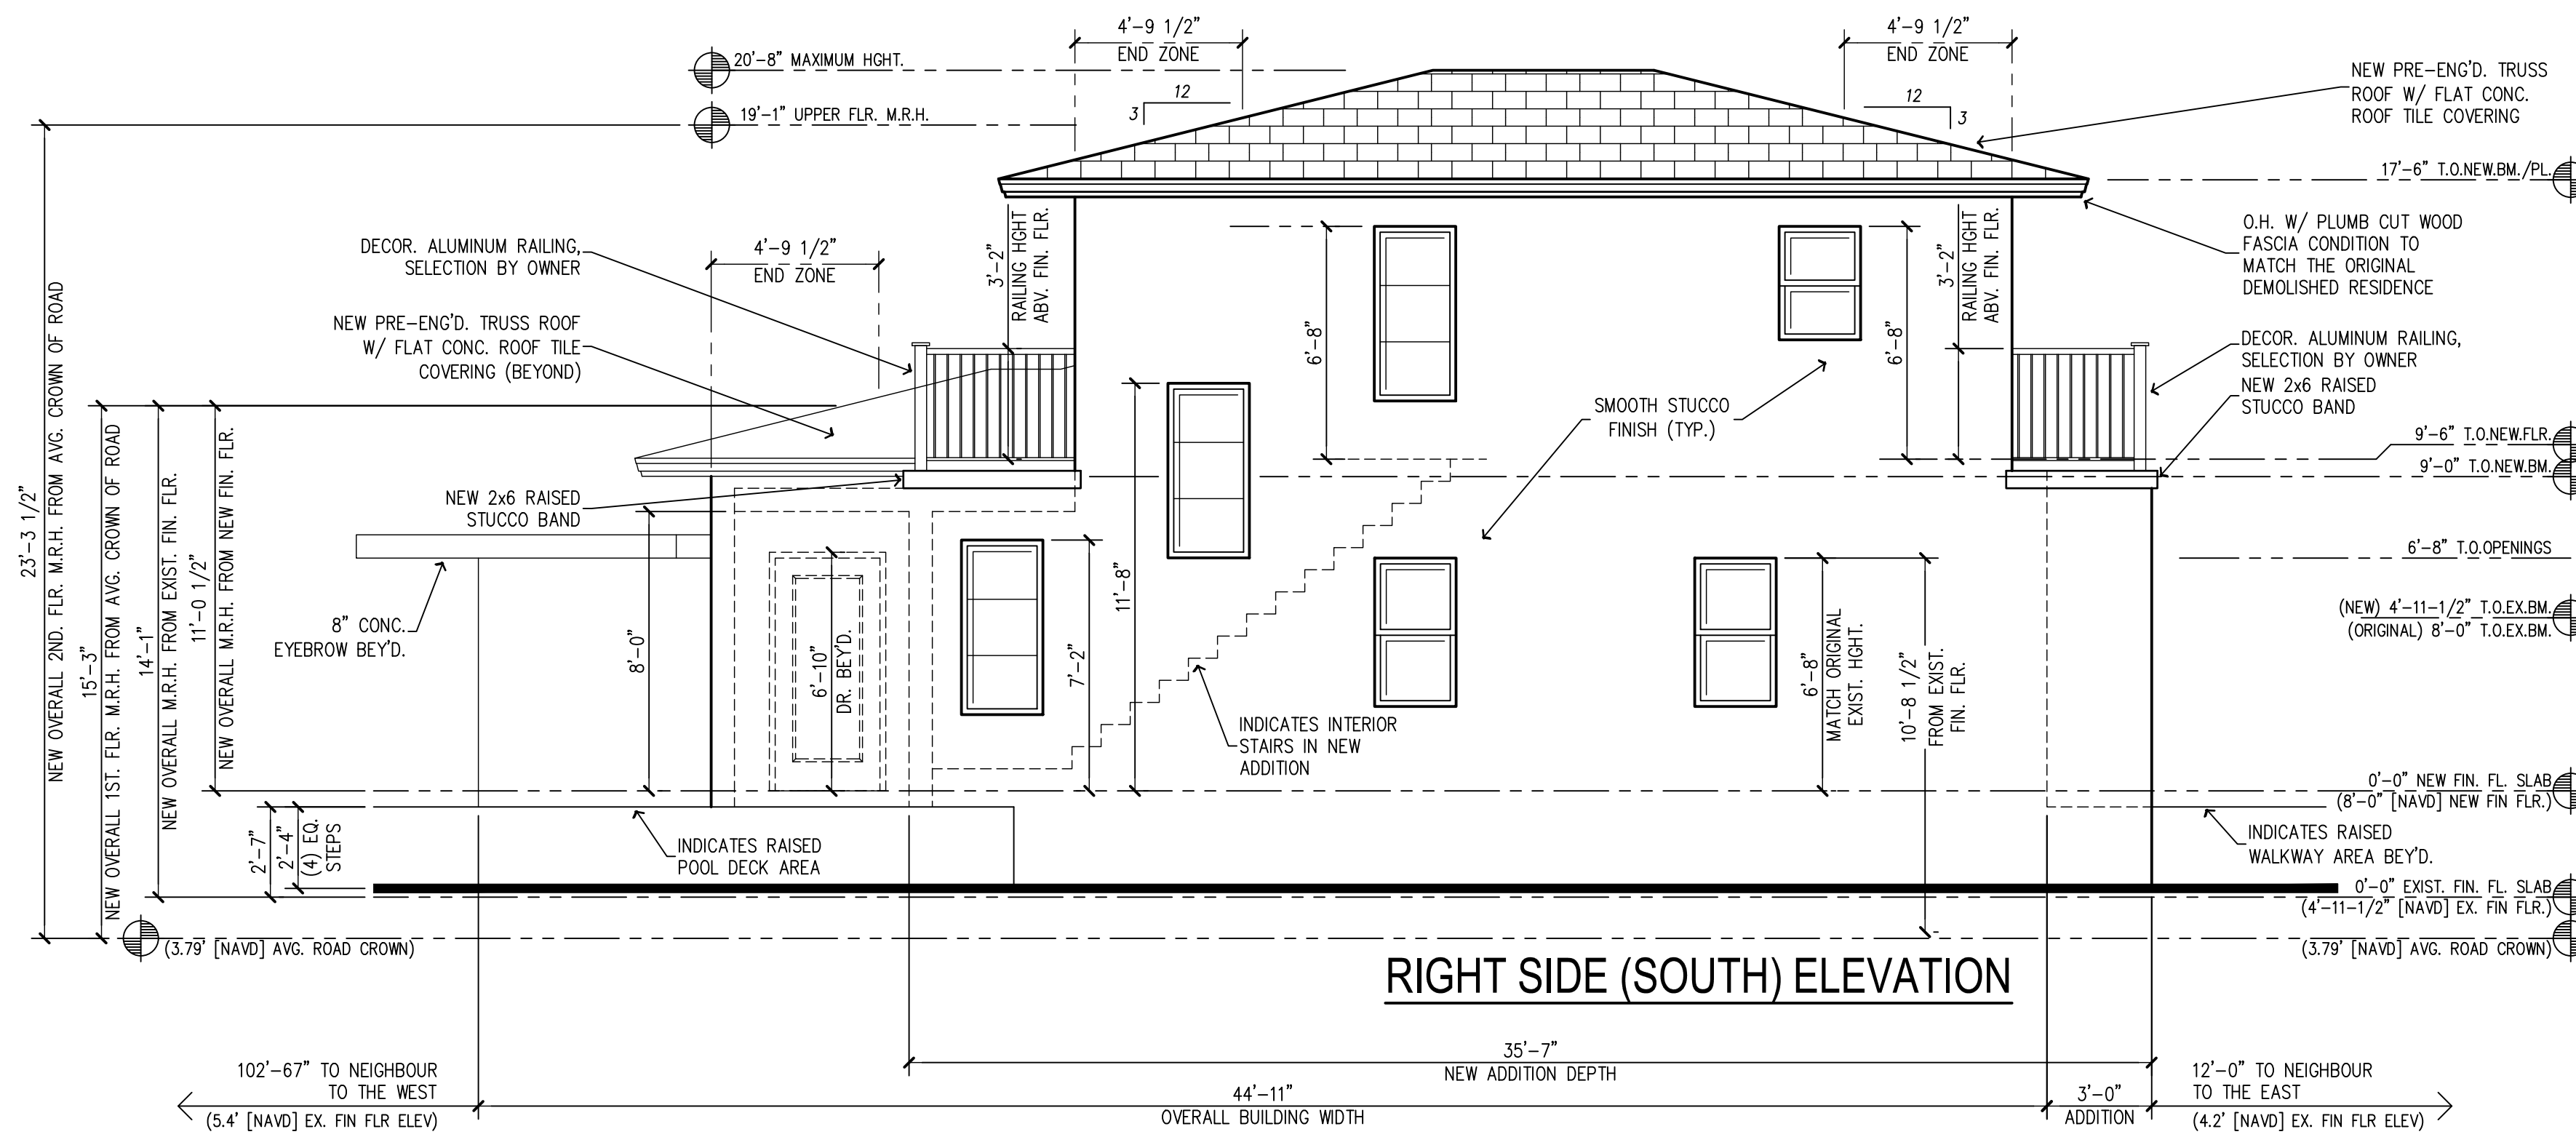 4'-9 1/2"
END ZONE
4'-9 1/2"
END ZONE
20'-8" MAXIMUM HGHT.
19'-1" UPPER FLR. M.R.H.
12
3
12
3
NEW PRE-ENG'D. TRUSS
ROOF W/ FLAT CONC.
ROOF TILE COVERING
17'-6" T.O.NEW.BM./PL.
O.H. W/ PLUMB CUT WOOD
FASCIA CONDITION TO
MATCH THE ORIGINAL
DEMOLISHED RESIDENCE
DECOR. ALUMINUM RAILING,
SELECTION BY OWNER
4'-9 1/2"
END ZONE
3'-2"
RAILING HGHT
ABV. FIN. FLR.
6'-8"
6'-8"
3'-2"
RAILING HGHT
ABV. FIN. FLR.
NEW PRE-ENG'D. TRUSS ROOF
W/ FLAT CONC. ROOF TILE
COVERING (BEYOND)
DECOR. ALUMINUM RAILING,
SELECTION BY OWNER
NEW 2x6 RAISED
STUCCO BAND
SMOOTH STUCCO
FINISH (TYP.)
9'-6" T.O.NEW.FLR.
9'-0" T.O.NEW.BM.
NEW 2x6 RAISED
STUCCO BAND
6'-8" T.O.OPENINGS
(NEW) 4'-11-1/2" T.O.EX.BM.
(ORIGINAL) 8'-0" T.O.EX.BM.
8" CONC.
EYEBROW BEY'D.
23'-3 1/2"
NEW OVERALL 2ND. FLR. M.R.H. FROM AVG. CROWN OF ROAD
15'-3"
NEW OVERALL 1ST. FLR. M.R.H. FROM AVG. CROWN OF ROAD
14'-1"
NEW OVERALL M.R.H. FROM EXIST. FIN. FLR.
11'-0 1/2"
NEW OVERALL M.R.H. FROM NEW FIN. FLR.
8'-0"
6'-10"
DR. BEY'D.
7'-2"
11'-8"
INDICATES INTERIOR
STAIRS IN NEW
ADDITION
6'-8"
MATCH ORIGINAL
EXIST. HGHT.
10'-8 1/2"
FROM EXIST.
FIN. FLR.
0'-0" NEW FIN. FL. SLAB
(8'-0" [NAVD] NEW FIN FLR.)
2'-7"
2'-4"
(4) EQ.
STEPS
INDICATES RAISED
POOL DECK AREA
INDICATES RAISED
WALKWAY AREA BEY'D.
0'-0" EXIST. FIN. FL. SLAB
(4'-11-1/2" [NAVD] EX. FIN FLR.)
(3.79' [NAVD] AVG. ROAD CROWN)
(3.79' [NAVD] AVG. ROAD CROWN)
RIGHT SIDE (SOUTH) ELEVATION
35'-7"
NEW ADDITION DEPTH
102'-67" TO NEIGHBOUR
TO THE WEST
(5.4' [NAVD] EX. FIN FLR ELEV)
44'-11"
OVERALL BUILDING WIDTH
3'-0"
ADDITION
12'-0" TO NEIGHBOUR
TO THE EAST
(4.2' [NAVD] EX. FIN FLR ELEV)